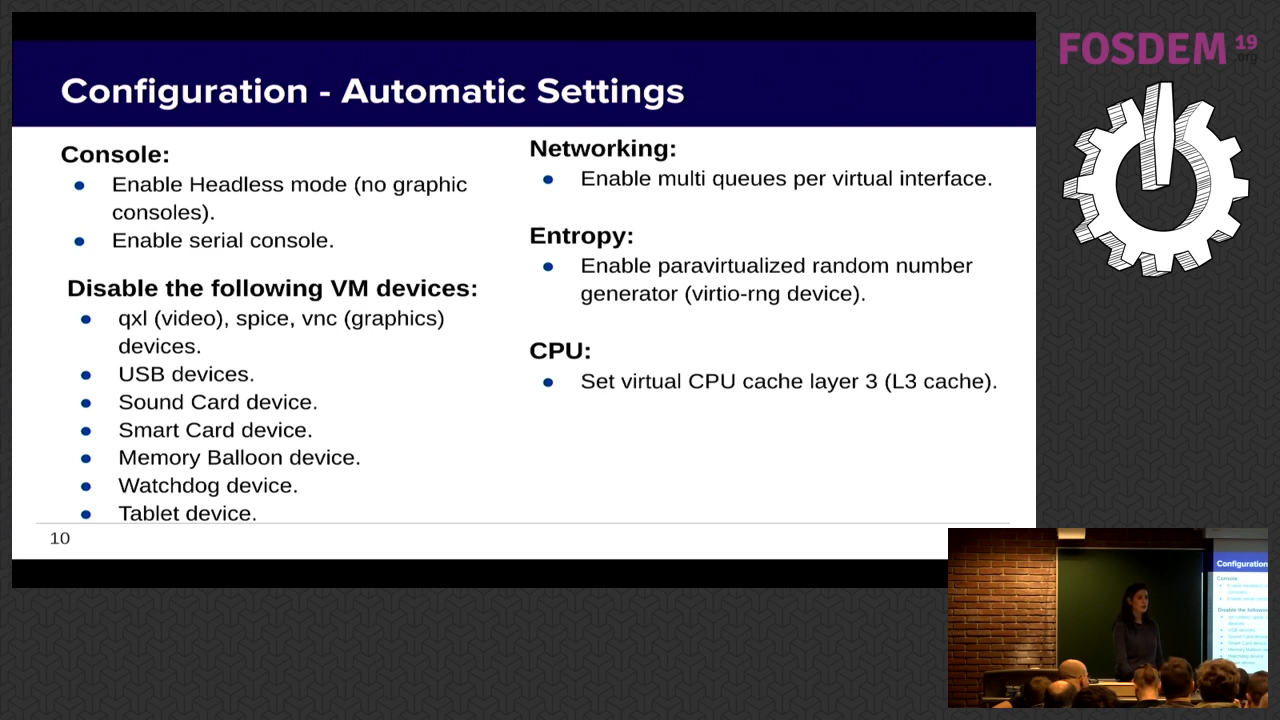 Configuration - Automatic Settings
Console:
Enable Headless mode (no graphic
consoles).
Enable serial console.
Disable the following VM devices:
qxl (video), spice, vnc (graphics)
devices.
USB devices.
Sound Card device.
Smart Card device.
Memory Balloon device.
Watchdog device.
Tablet device.
Networking:
Enable multi queues per virtual interface.
Entropy:
Enable paravirtualized random number
generator (virtio-rng device).
CPU:
Set virtual CPU cache layer 3 (L3 cache).
10
FOSDEM 19
.org
Configuration
Console: